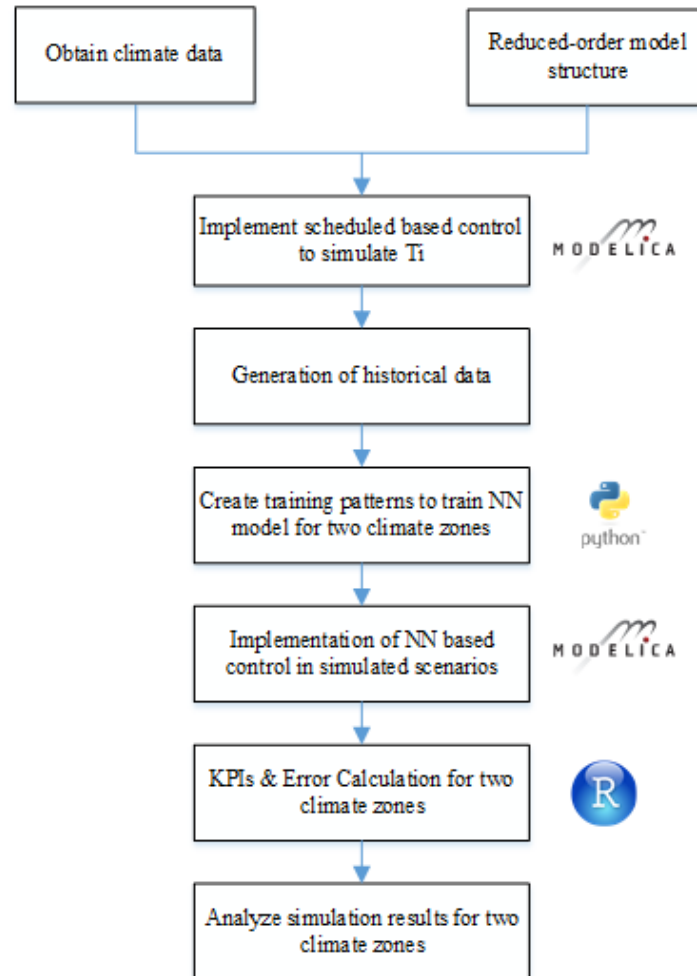 Obtain climate data
Reduced-order model
structure
Implement scheduled based control
to simulate Ti
MODELICA
Generation of historical data
Create training patterns to train NN
model for two climate zones
python™
Implementation of NN based
control in simulated scenarios
MODELICA
KPIs & Error Calculation for two
climate zones
R
Analyze simulation results for two
climate zones